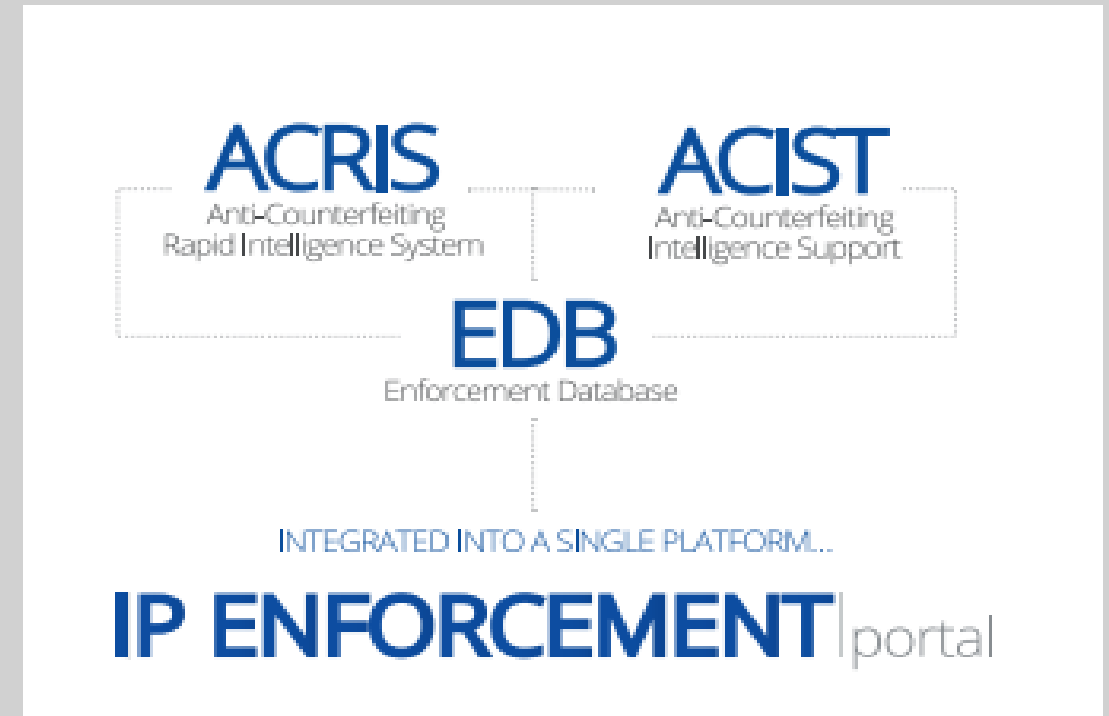 ACRIS
Anti-Counterfeiting
Rapid Intelligence System
ACIST
Anti-Counterfeiting
Intelligence Support
EDB
Enforcement Database
INTEGRATED INTO A SINGLE PLATFORM...
IP ENFORCEMENT portal